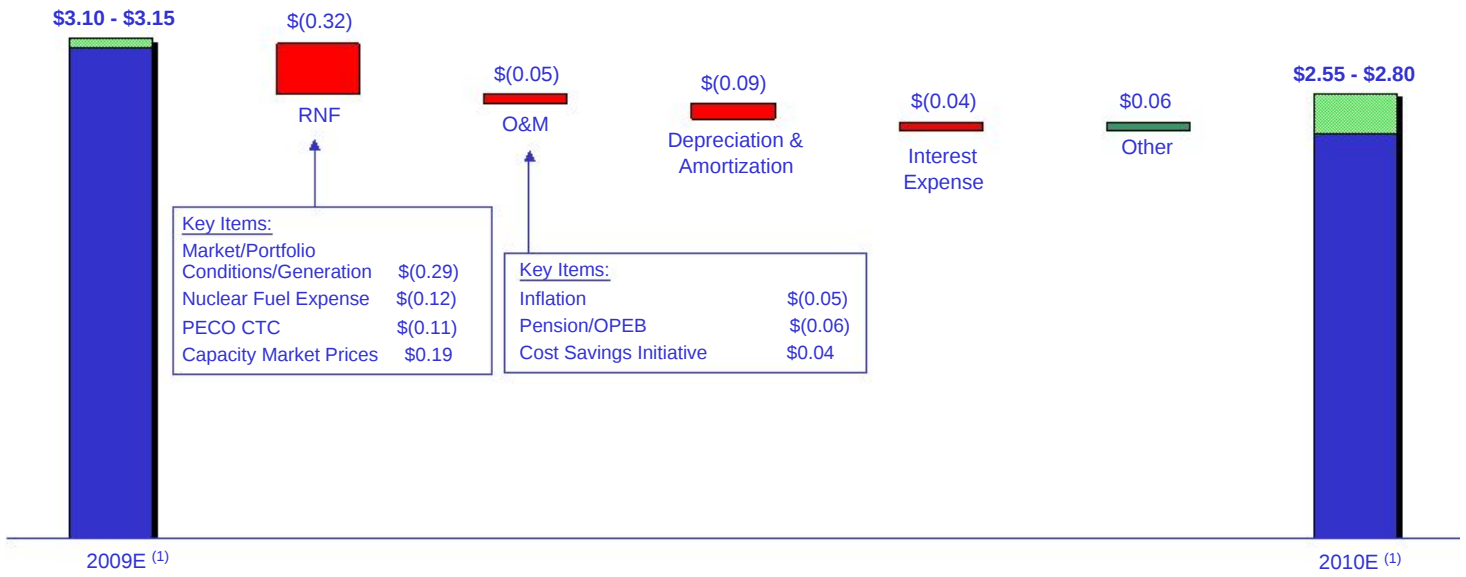 $3.10 - $3.15
$(0.32)
RNF
$(0.05)
O&M
$(0.09)
Depreciation &
Amortization
$(0.04)
Interest
Expense
$0.06
Other
$2.55 - $2.80
Key Items:
Market/Portfolio
Conditions/Generation $(0.29)
Nuclear Fuel Expense $(0.12)
PECO CTC $(0.11)
Capacity Market Prices $0.19
Key Items:
Inflation $(0.05)
Pension/OPEB $(0.06)
Cost Savings Initiative $0.04
2009E (1)
2010E (1)